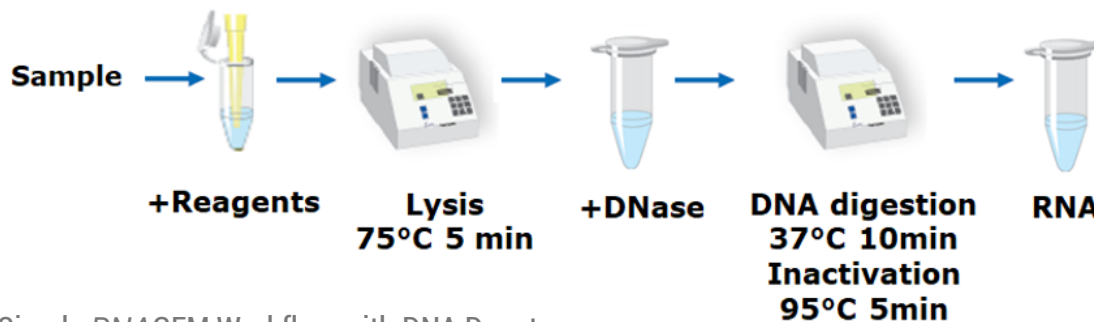 Sample
+Reagents
Lysis
75°C 5 min
+DNase
DNA digestion
37°C 10min
Inactivation
95°C 5min
RNA